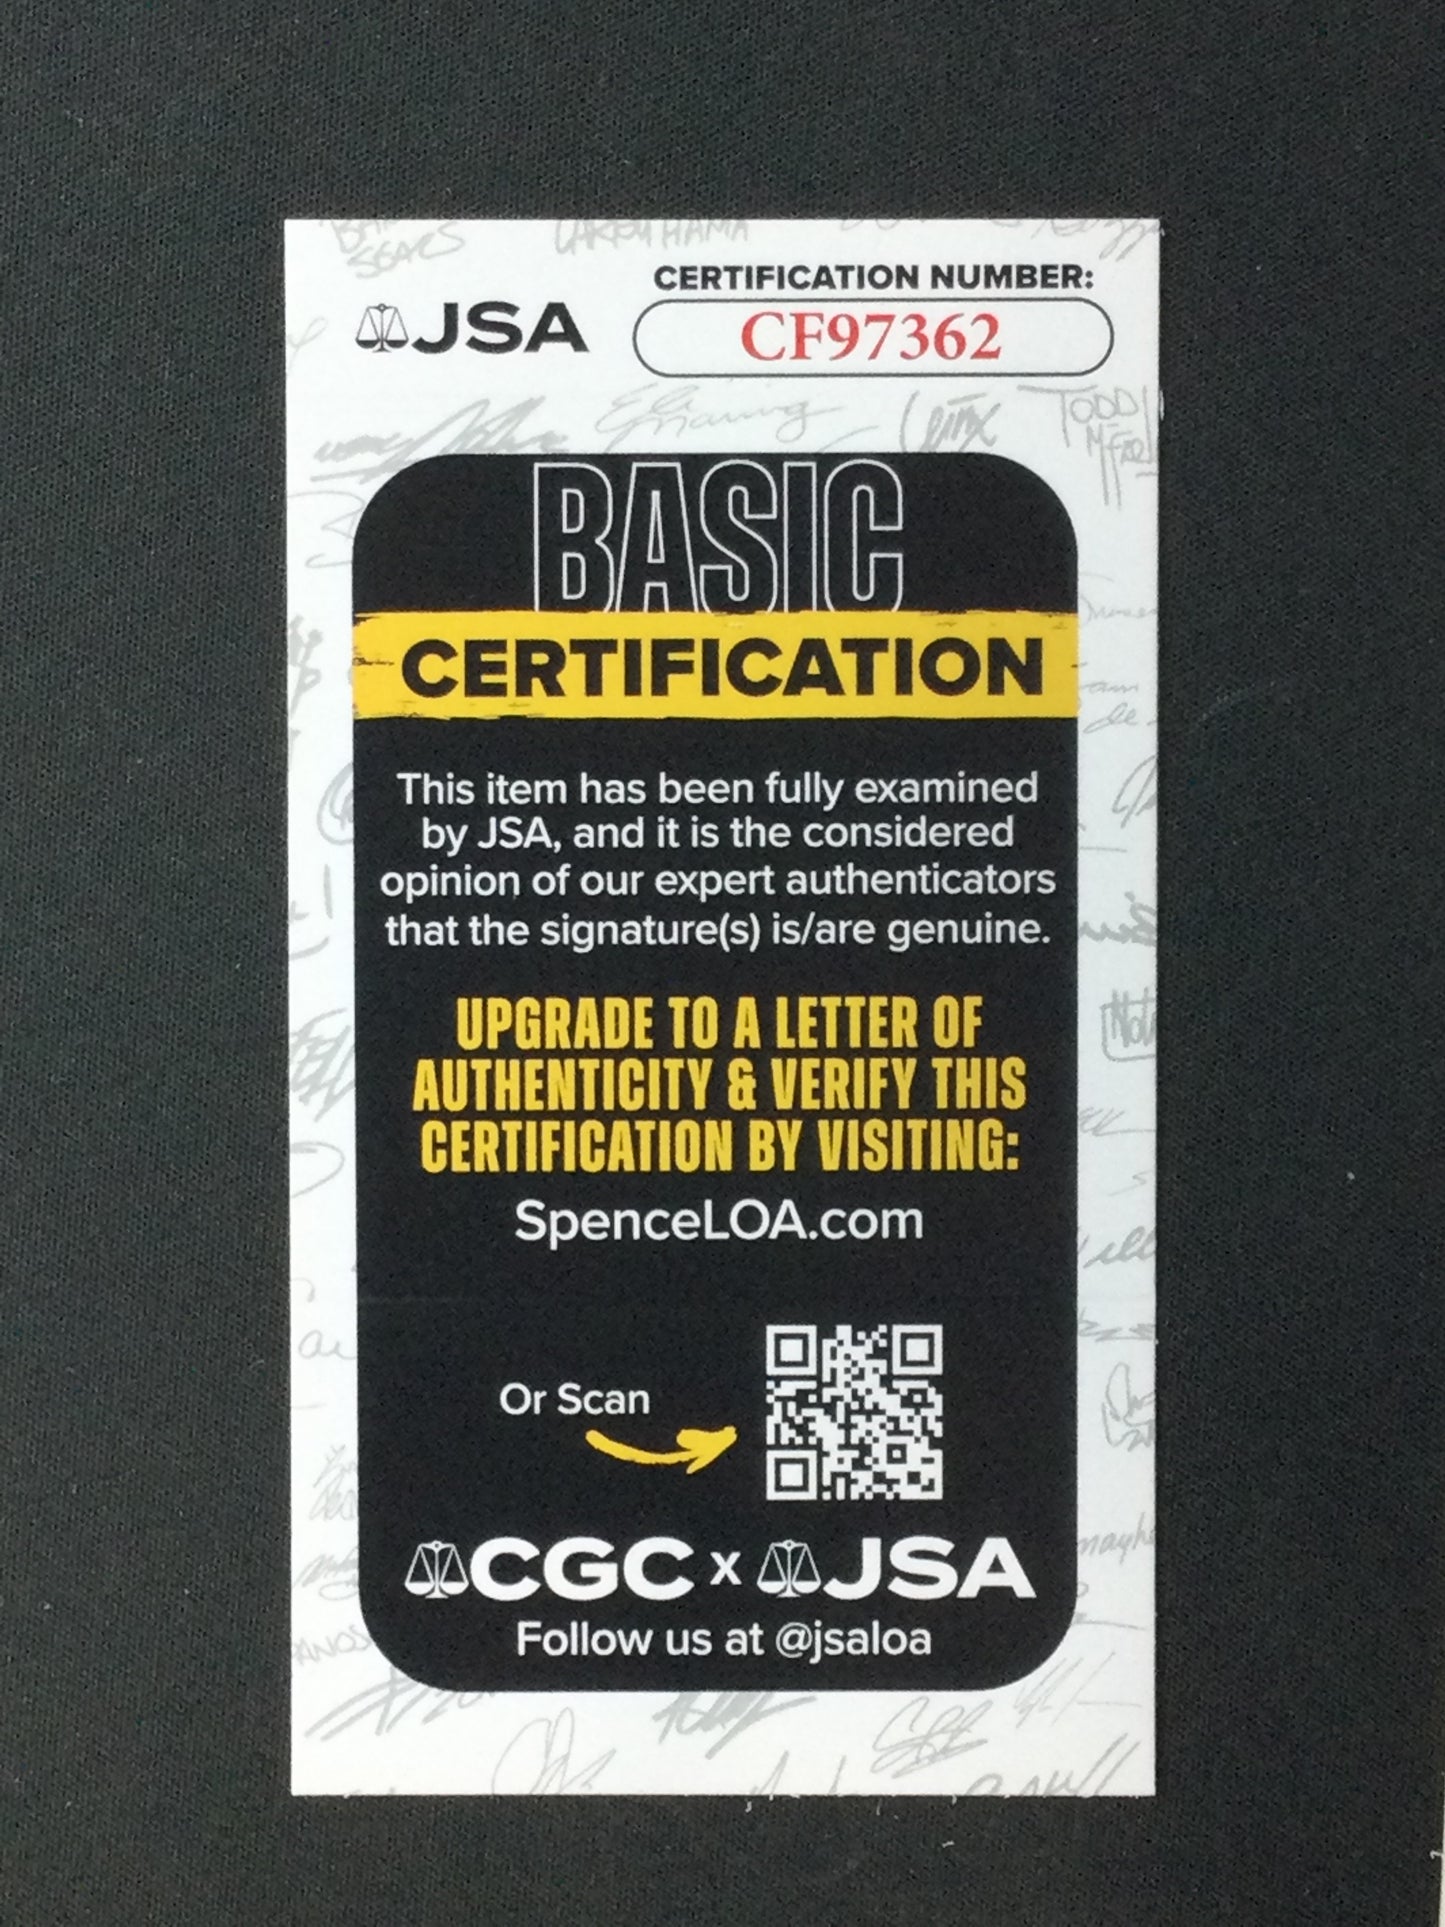 CERTIFICATION NUMBER:
JSA
CF97362
BASIC
CERTIFICATION
This item has been fully examined
by JSA, and it is the considered
opinion of our expert authenticators
that the signature(s) is/are genuine.
UPGRADE TO A LETTER OF
AUTHENTICITY & VERIFY THIS
CERTIFICATION BY VISITING:
SpenceLOA.com
Or Scan
CGC x JSA
Follow us at @jsaloa